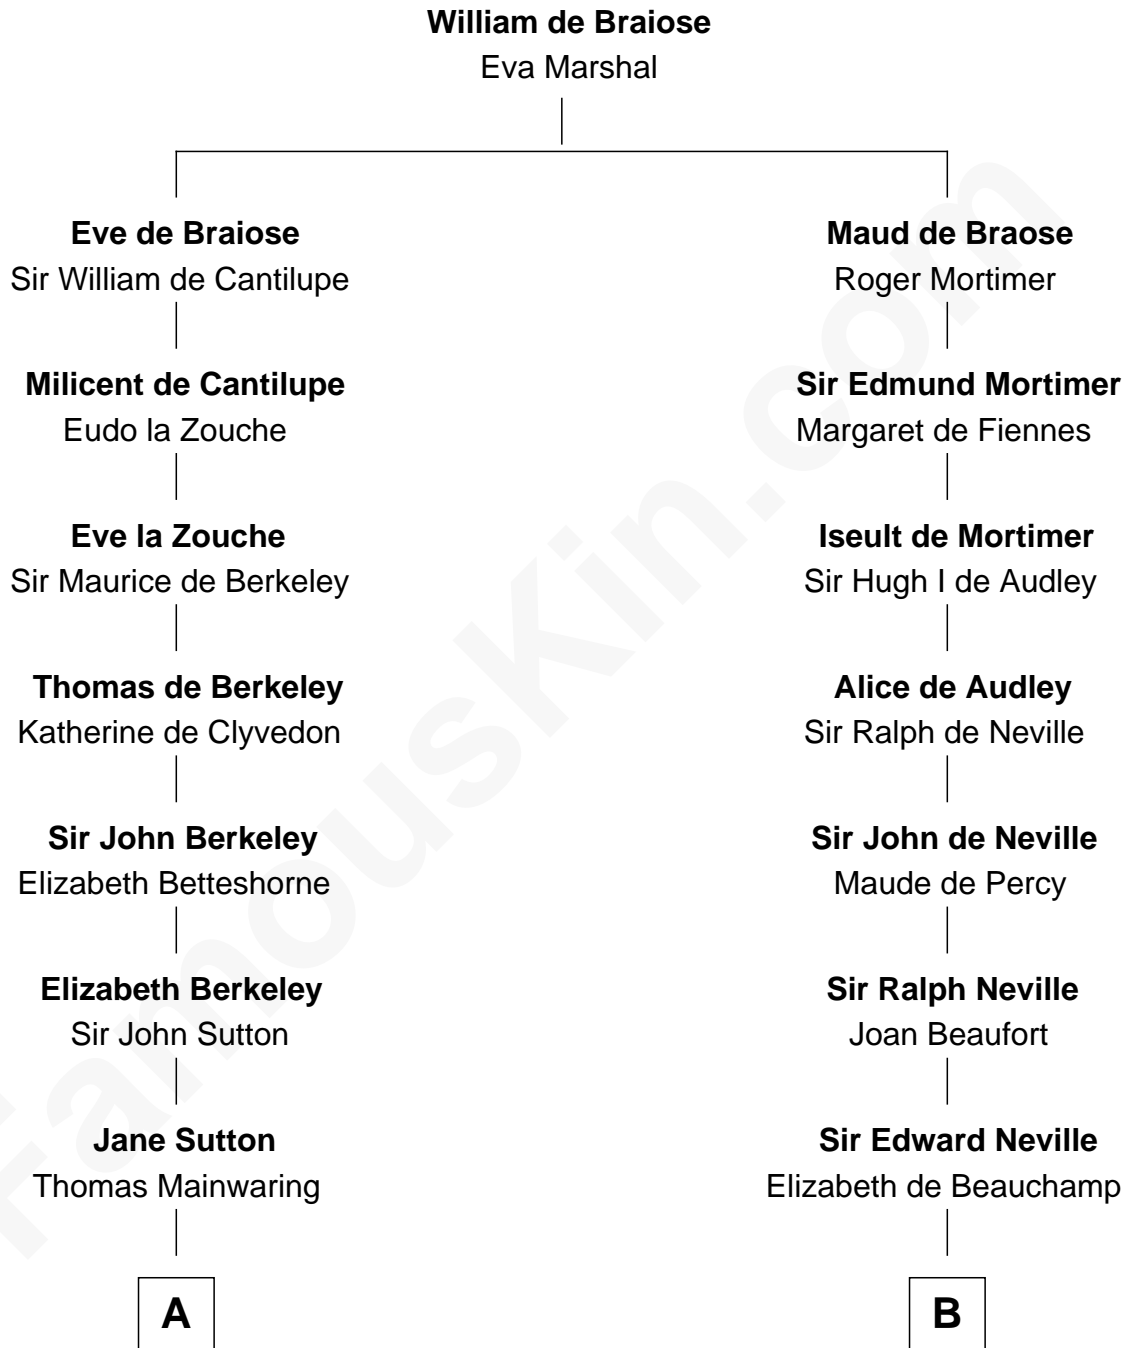 William de Braiose
Eva Marshal
Eve de Braiose
Sir William de Cantilupe
Maud de Braose
Roger Mortimer
Milicent de Cantilupe
Eudo la Zouche
Sir Edmund Mortimer
Margaret de Fiennes
Eve la Zouche
Sir Maurice de Berkeley
Iseult de Mortimer
Sir Hugh I de Audley
Thomas de Berkeley
Katherine de Clyvedon
Alice de Audley
Sir Ralph de Neville
Sir John Berkeley
Elizabeth Betteshorne
Sir John de Neville
Maude de Percy
Elizabeth Berkeley
Sir John Sutton
Sir Ralph Neville
Joan Beaufort
Jane Sutton
Thomas Mainwaring
Sir Edward Neville
Elizabeth de Beauchamp
A
B
FamousKin.com